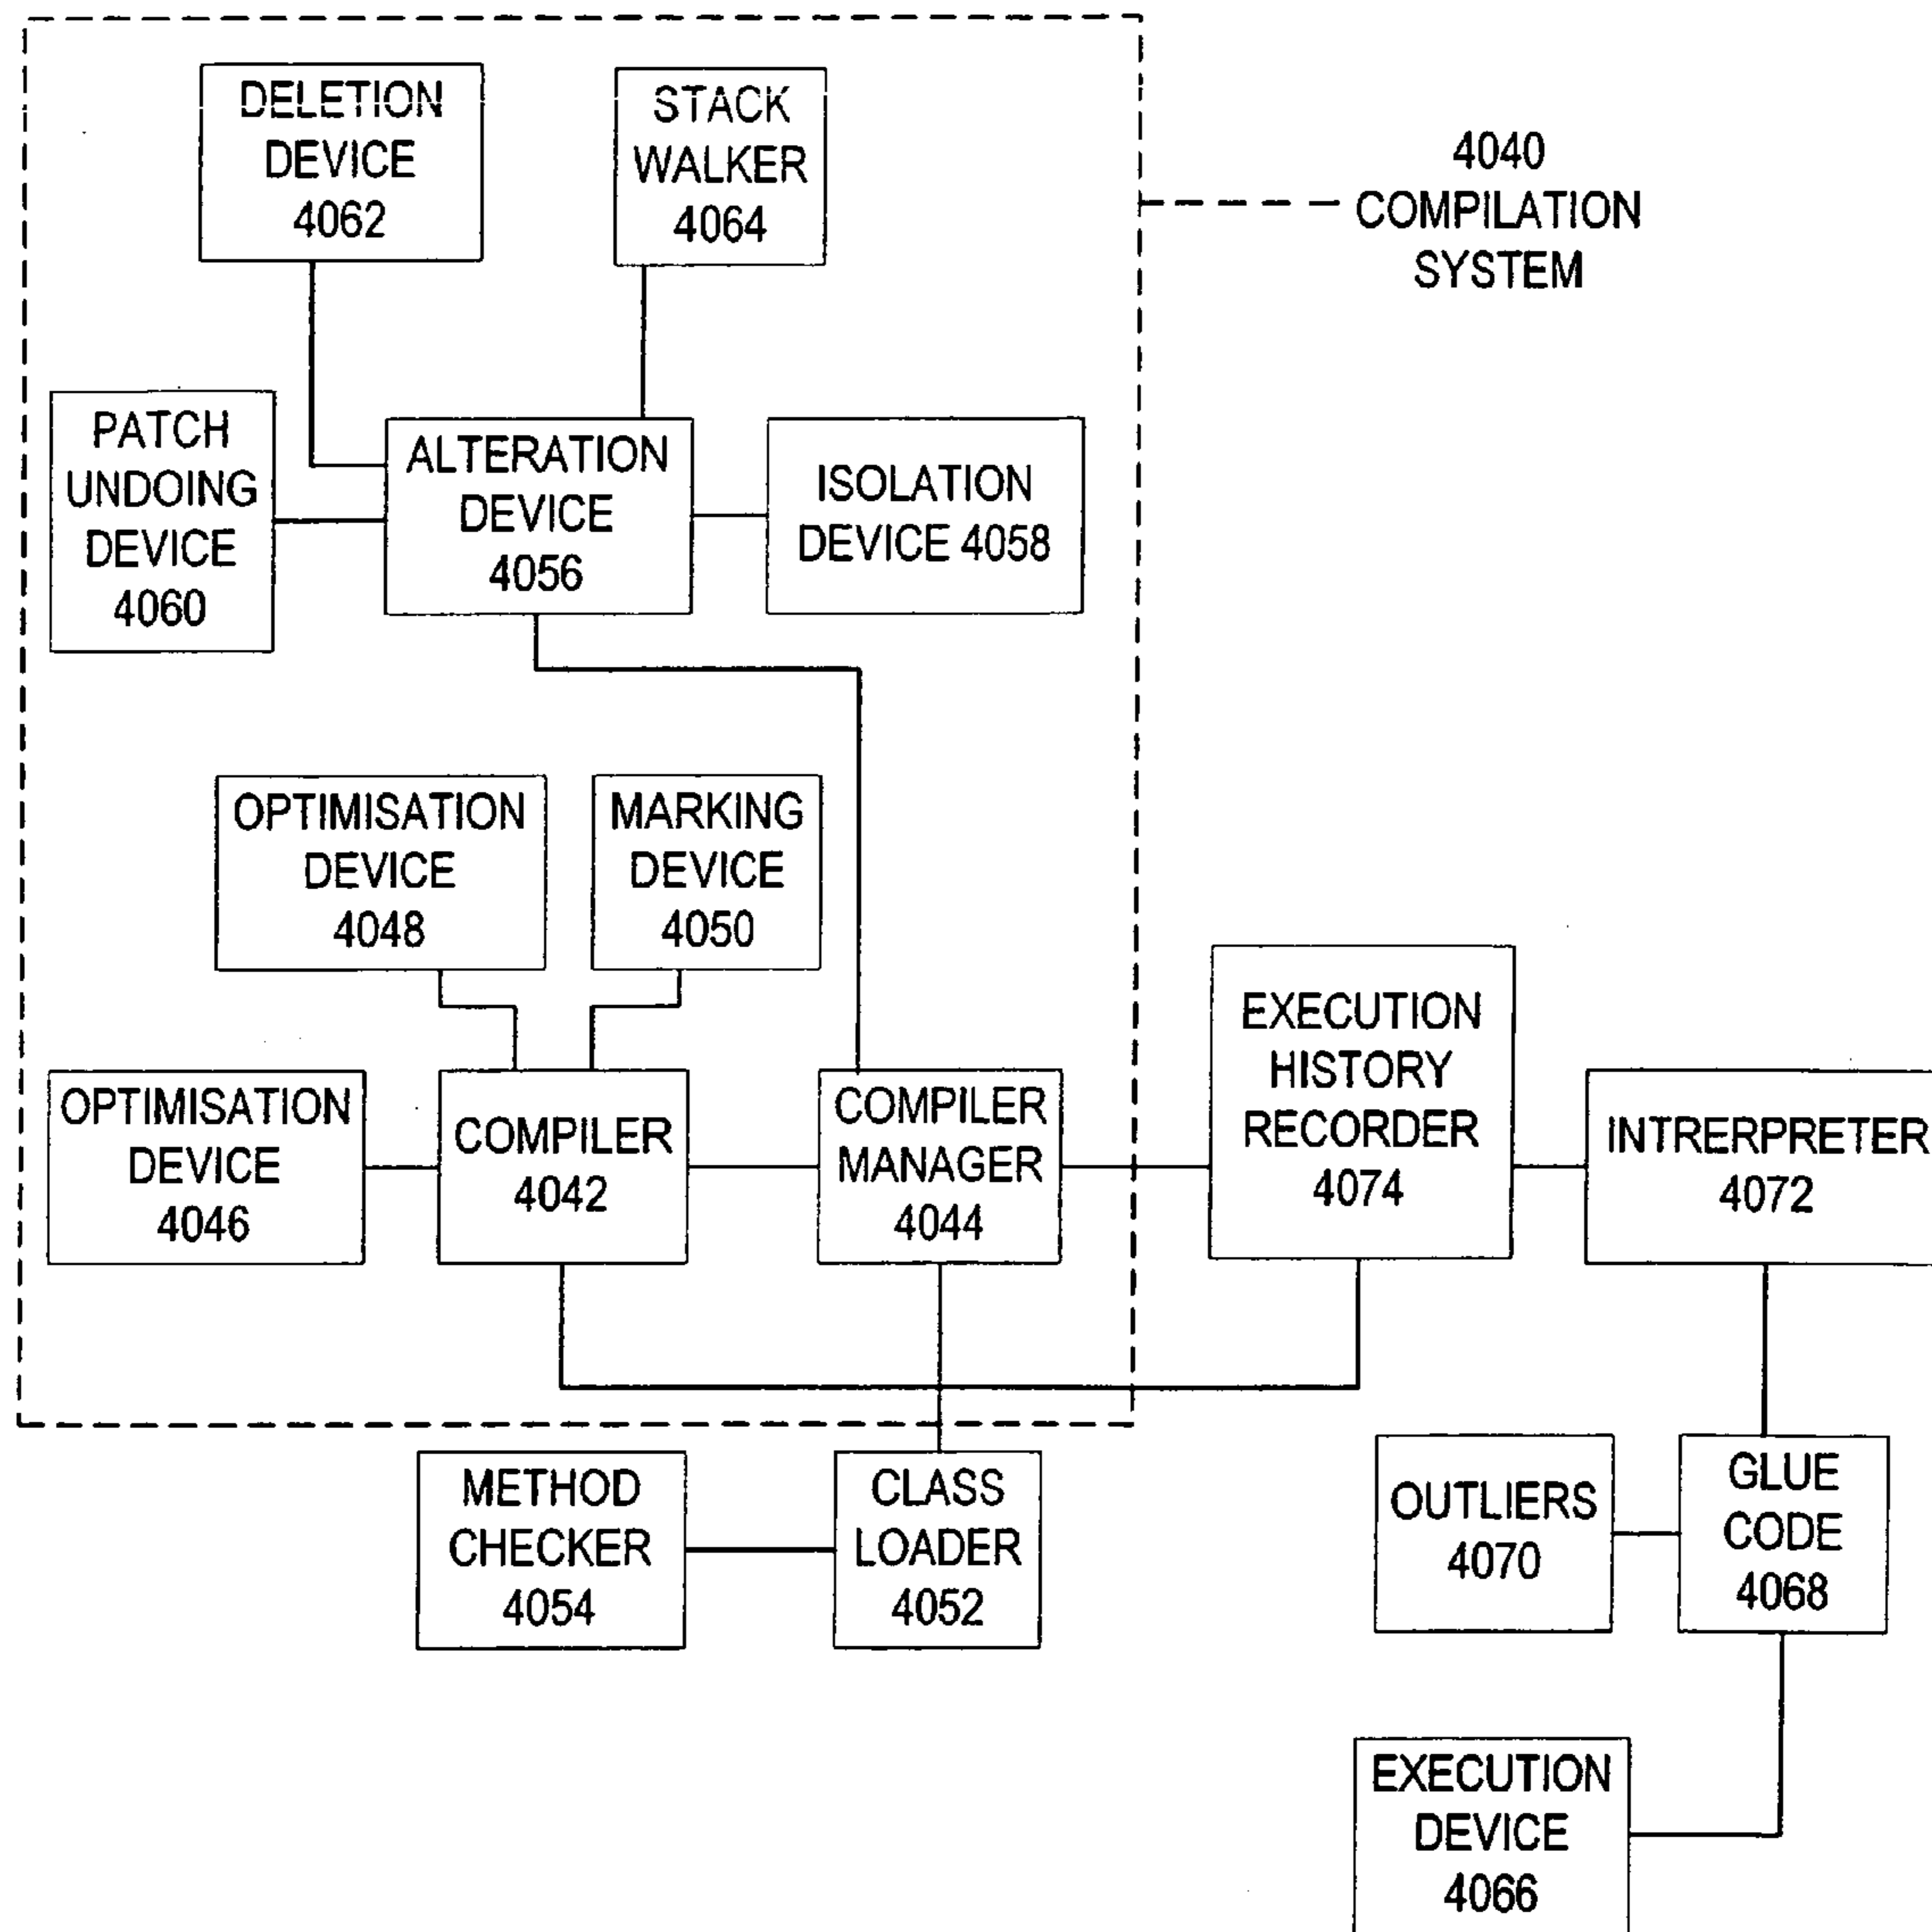 DELETION
DEVICE
4062
STACK
WALKER
4064
4040
COMPILATION
SYSTEM
PATCH
UNDOING
DEVICE
4060
ALTERATION
DEVICE
4056
ISOLATION
DEVICE 4058
OPTIMISATION
DEVICE
4048
MARKING
DEVICE
4050
OPTIMISATION
DEVICE
4046
COMPILER
4042
COMPILER
MANAGER
4044
EXECUTION
HISTORY
RECORDER
4074
INTRERPRETER
4072
METHOD
CHECKER
4054
CLASS
LOADER
4052
OUTLIERS
4070
GLUE
CODE
4068
EXECUTION
DEVICE
4066